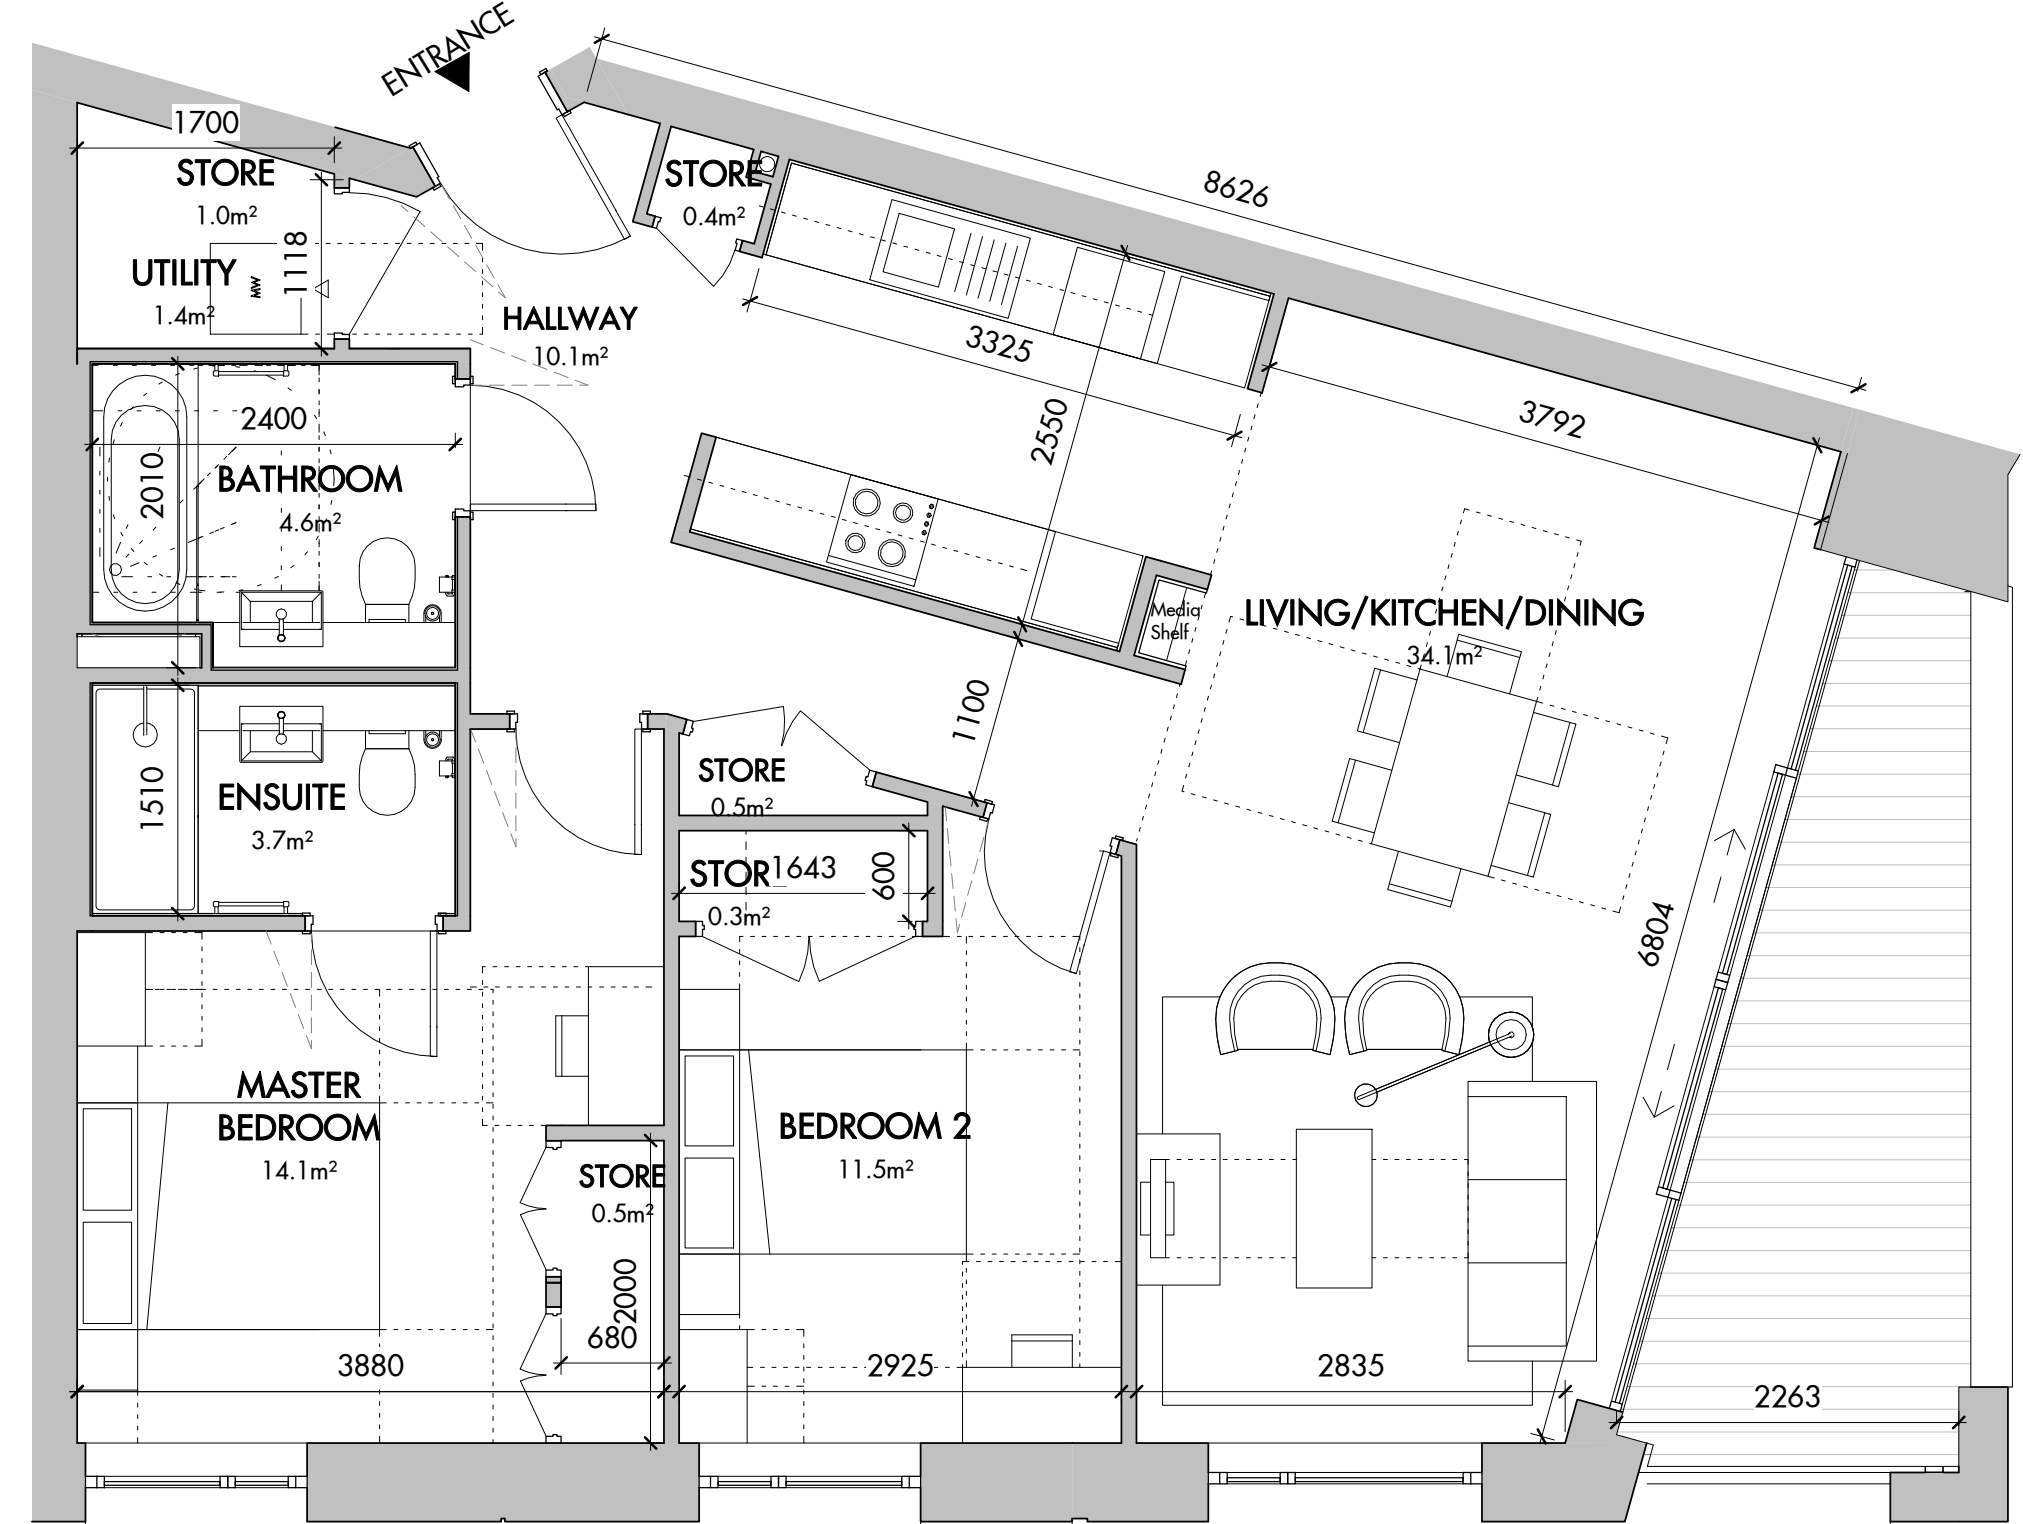 ENTRANCE
1700
STORE
1.0m²
UTILITY
1.4m²
MW
1118
HALLWAY
10.1m²
STORE
0.4m²
8626
3325
2550
3792
2400
2010
BATHROOM
4.6m²
Media
Shelf
LIVING/KITCHEN/DINING
34.1m²
1100
1510
ENSUITE
3.7m²
STORE
0.5m²
STOR
1643
600
0.3m²
6804
MASTER
BEDROOM
14.1m²
BEDROOM 2
11.5m²
STORE
0.5m²
2000
680
3880
2925
2835
2263